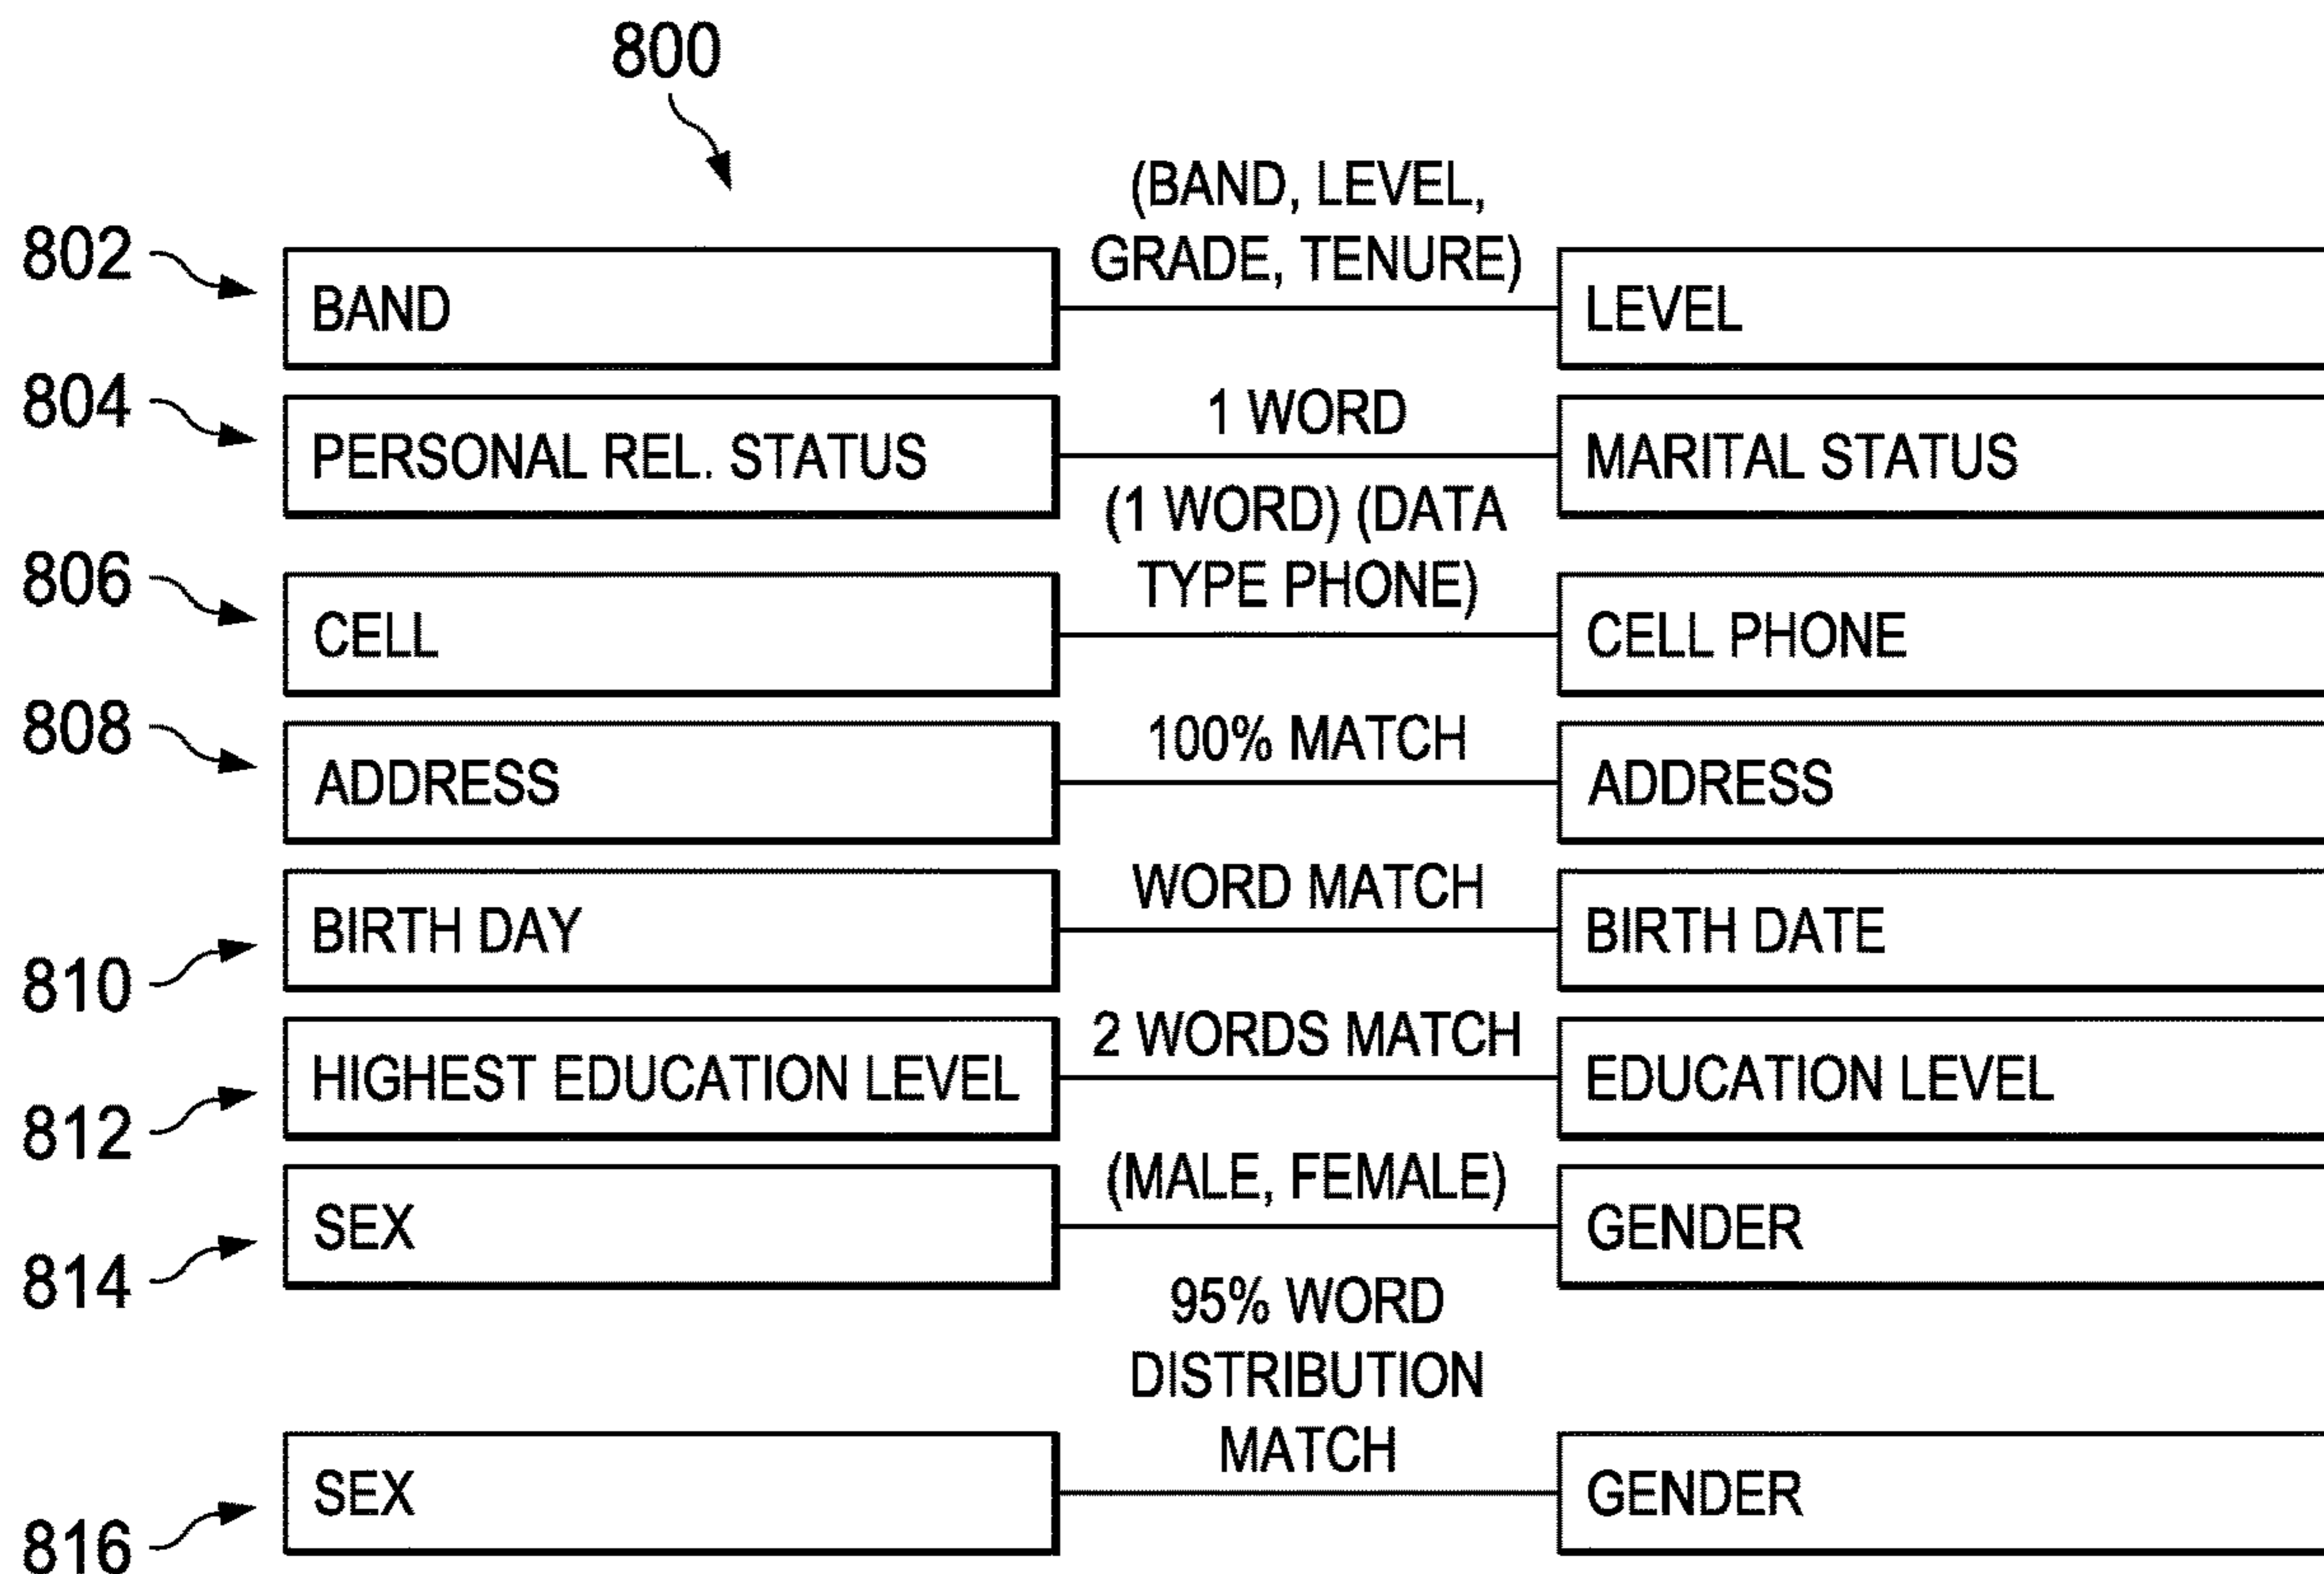 800
(BAND, LEVEL,
GRADE, TENURE)
802
BAND
LEVEL
804
1 WORD
PERSONAL REL. STATUS
MARITAL STATUS
(1 WORD) (DATA
TYPE PHONE)
806
CELL
CELL PHONE
808
100% MATCH
ADDRESS
ADDRESS
WORD MATCH
BIRTH DAY
BIRTH DATE
810
2 WORDS MATCH
HIGHEST EDUCATION LEVEL
EDUCATION LEVEL
812
(MALE, FEMALE)
SEX
GENDER
814
95% WORD
DISTRIBUTION
MATCH
SEX
GENDER
816